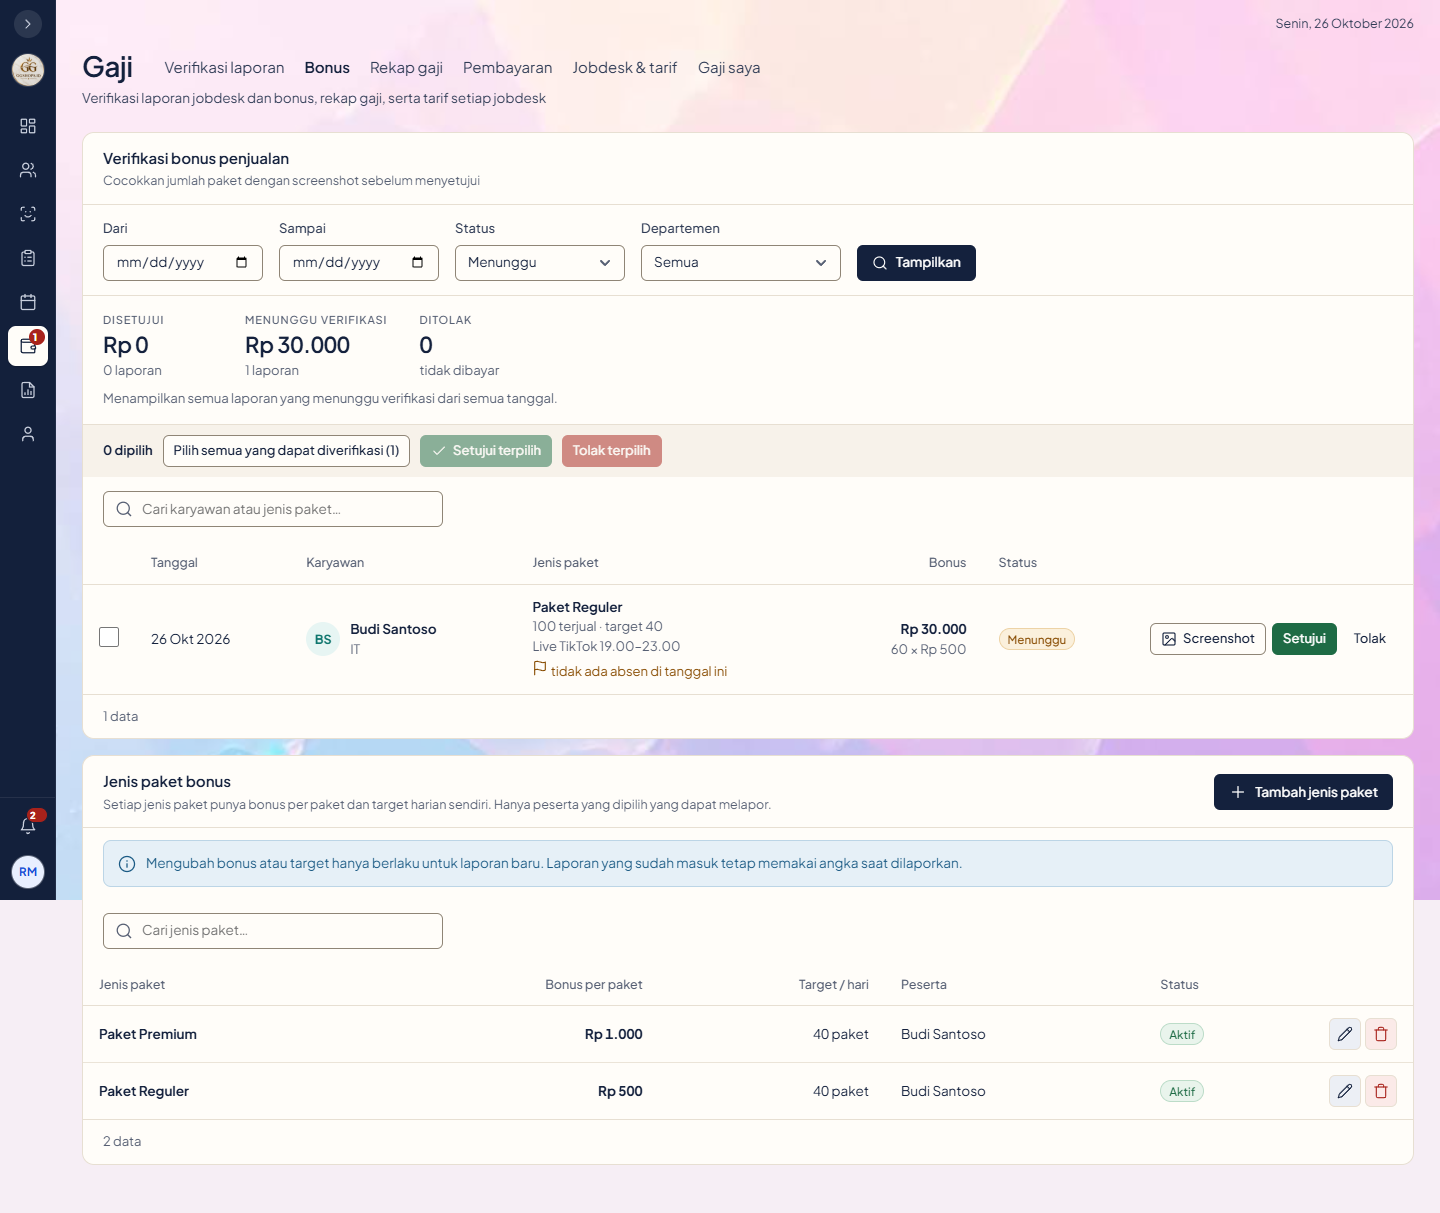 Senin, 26 Oktober 2026
Gaji
Verifikasi laporan
Bonus
Rekap gaji
Pembayaran
Jobdesk & tarif
Gaji saya
Verifikasi laporan jobdesk dan bonus, rekap gaji, serta tarif setiap jobdesk
Verifikasi bonus penjualan
Cocokkan jumlah paket dengan screenshot sebelum menyetujui
Dari
Sampai
Status
Departemen
mm/dd/yyyy
mm/dd/yyyy
Menunggu
Semua
Tampilkan
DISETUJUI
MENUNGGU VERIFIKASI
DITOLAK
Rp 0
Rp 30.000
0
0 laporan
1 laporan
tidak dibayar
Menampilkan semua laporan yang menunggu verifikasi dari semua tanggal.
0 dipilih
Pilih semua yang dapat diverifikasi (1)
Setujui terpilih
Tolak terpilih
Cari karyawan atau jenis paket...
Tanggal
Karyawan
Jenis paket
Bonus
Status
26 Okt 2026
BS
Budi Santoso
IT
Paket Reguler
100 terjual · target 40
Live TikTok 19.00–23.00
tidak ada absen di tanggal ini
Rp 30.000
60 × Rp 500
Menunggu
Screenshot
Setujui
Tolak
1 data
Jenis paket bonus
Setiap jenis paket punya bonus per paket dan target harian sendiri. Hanya peserta yang dipilih yang dapat melapor.
Tambah jenis paket
Mengubah bonus atau target hanya berlaku untuk laporan baru. Laporan yang sudah masuk tetap memakai angka saat dilaporkan.
Cari jenis paket...
Jenis paket
Bonus per paket
Target / hari
Peserta
Status
Paket Premium
Rp 1.000
40 paket
Budi Santoso
Aktif
Paket Reguler
Rp 500
40 paket
Budi Santoso
Aktif
2 data
GG
1
2
RM